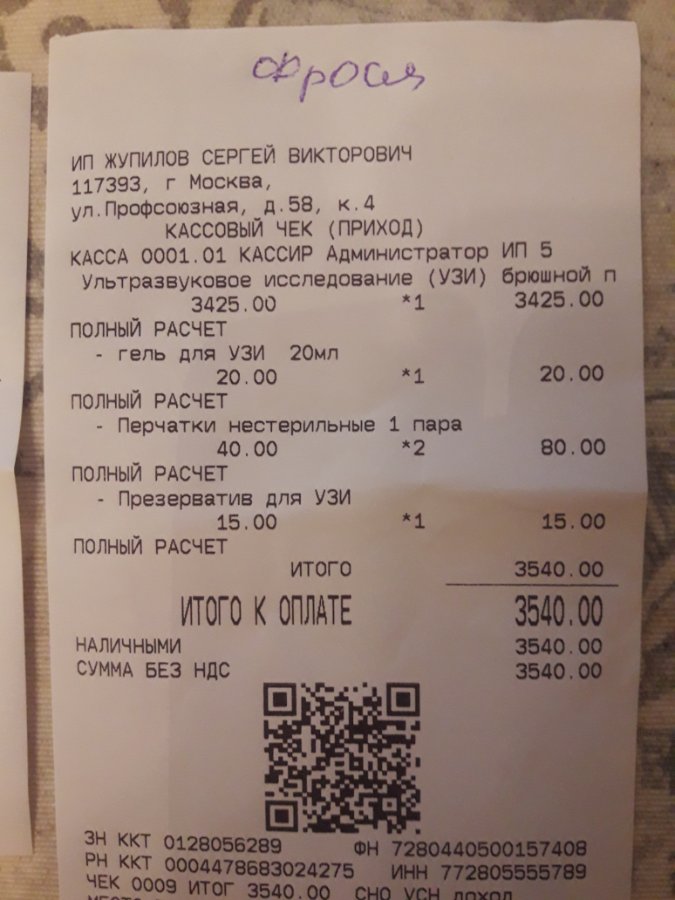 Фрося
ИП ЖУПИЛОВ СЕРГЕЙ ВИКТОРОВИЧ
117393, г Москва,
ул.Профсоюзная, д.58, к.4
КАССОВЫЙ ЧЕК (ПРИХОД)
КАССА 0001.01 КАССИР Администратор ИП 5
Ультразвуковое исследование (УЗИ) брюшной п
3425.00 *1 3425.00
ПОЛНЫЙ РАСЧЕТ
- гель для УЗИ 20мл
20.00 *1 20.00
ПОЛНЫЙ РАСЧЕТ
- Перчатки нестерильные 1 пара
40.00 *2 80.00
ПОЛНЫЙ РАСЧЕТ
- Презерватив для УЗИ
15.00 *1 15.00
ПОЛНЫЙ РАСЧЕТ
ИТОГО 3540.00
ИТОГО К ОПЛАТЕ 3540.00
НАЛИЧНЫМИ 3540.00
СУММА БЕЗ НДС 3540.00
ЗН ККТ 0128056289 ФН 7280440500157408
РН ККТ 0004478683024275 ИНН 772805555789
ЧЕК 0009 ИТОГ 3540.00 СНО УСН доход